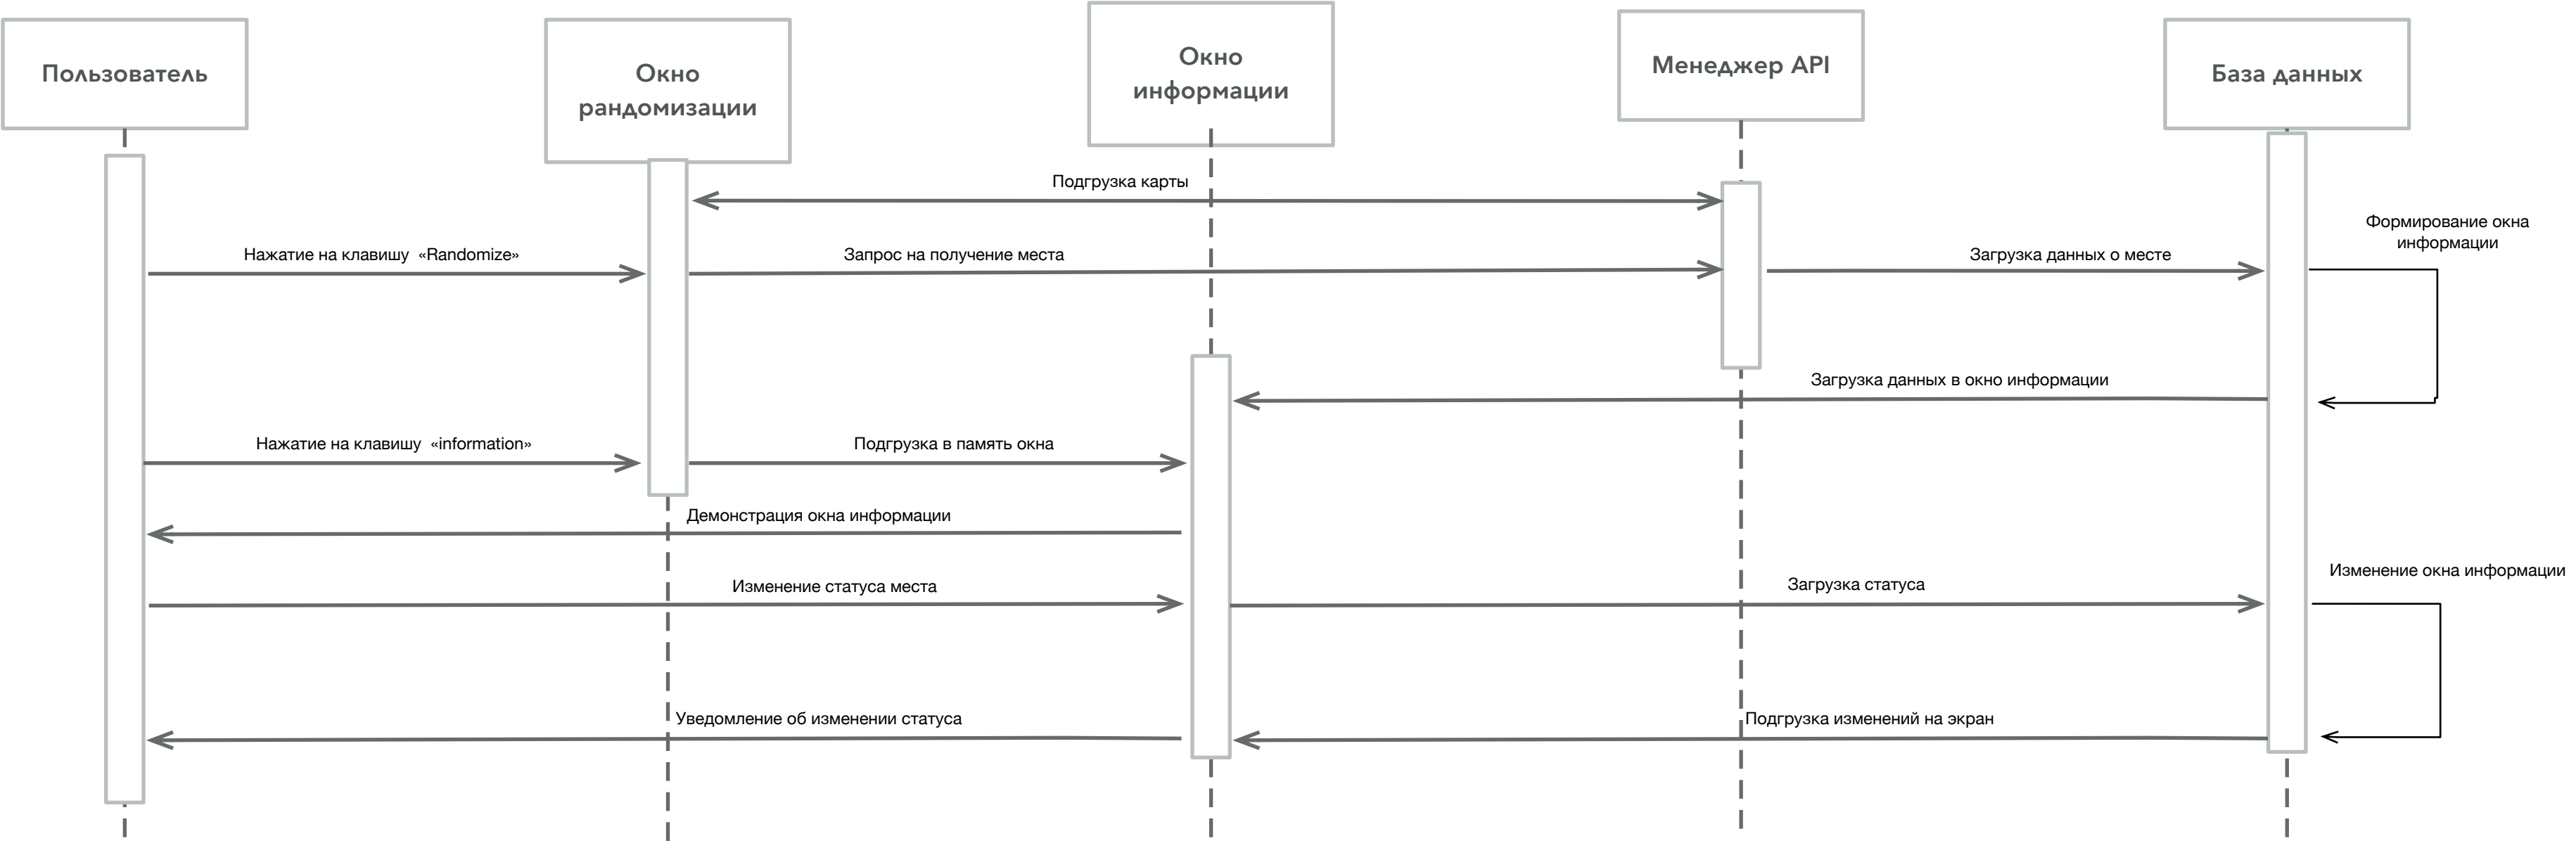 Пользователь
Окно
рандомизации
Окно
информации
Менеджер API
База данных
Подгрузка карты
Формирование окна
информации
Нажатие на клавишу «Randomize»
Запрос на получение места
Загрузка данных о месте
Загрузка данных в окно информации
Нажатие на клавишу «information»
Подгрузка в память окна
Демонстрация окна информации
Изменение окна информации
Изменение статуса места
Загрузка статуса
Уведомление об изменении статуса
Подгрузка изменений на экран